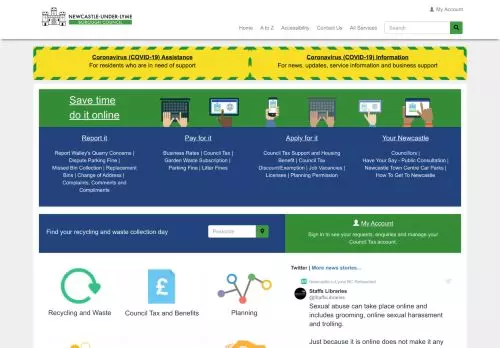 My Account
NEWCASTLE-UNDER-LYME
BOROUGH COUNCIL
Home A to Z Accessibility Contact Us All Services Search
Coronavirus (COVID-19) Assistance
For residents who are in need of support
Coronavirus (COVID-19) Information
For news, updates, service information and business support
Save time
do it online
Report it
Report Walley's Quarry Concerns |
Dispute Parking Fine |
Missed Bin Collection | Replacement
Bins | Change of Address |
Complaints, Comments and
Compliments
Pay for it
Business Rates | Council Tax |
Garden Waste Subscription |
Parking Fine | Litter Fines
Apply for it
Council Tax Support and Housing
Benefit | Council Tax
Discount/Exemption | Job Vacancies |
Licenses | Planning Permission
Your Newcastle
Councillors |
Have Your Say - Public Consultation |
Newcastle Town Centre Car Parks |
How To Get To Newcastle
Find your recycling and waste collection day
Postcode
My Account
Sign in to see your requests, enquiries and manage your
Council Tax account.
Recycling and Waste
Council Tax and Benefits
Planning
Twitter | More news stories...
Newcastle-u-Lyme BC Retweeted
Staffs Libraries
@StaffsLibraries
Sexual abuse can take place online and
includes grooming, online sexual harassment
and trolling.
Just because it is online does not make it any